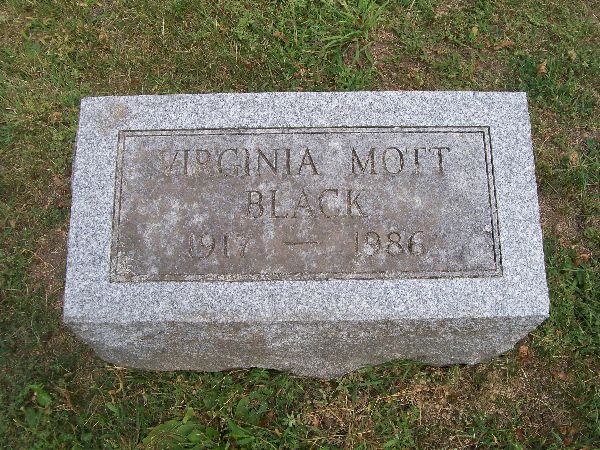 VIRGINIA MOTT
BLACK
1917 — 1986